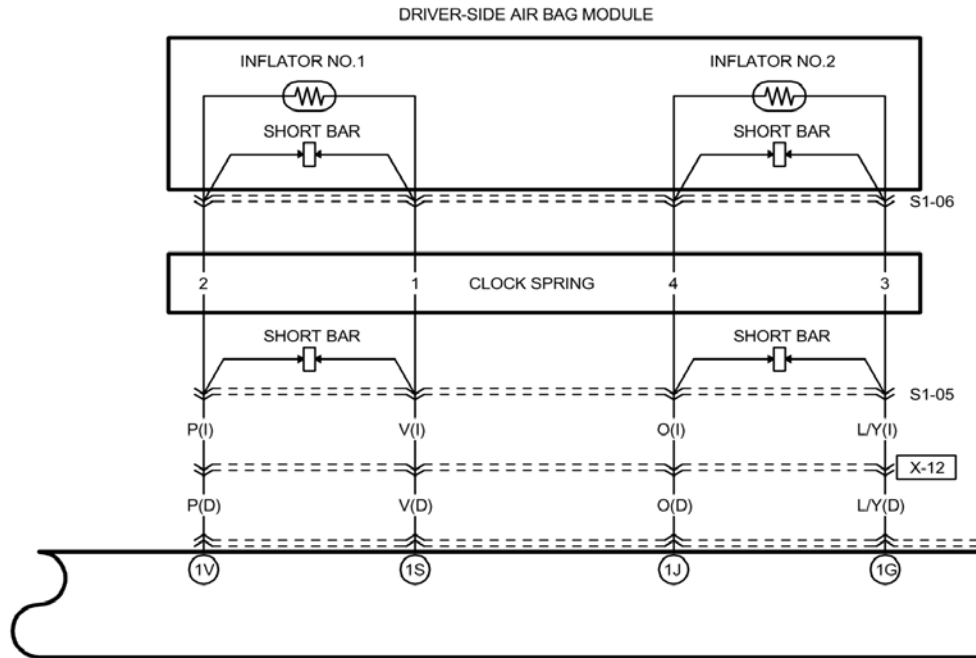 DRIVER-SIDE AIR BAG MODULE
INFLATOR NO.1 INFLATOR NO.2
SHORT BAR SHORT BAR
S1-06
2 1 CLOCK SPRING 4 3
SHORT BAR SHORT BAR
S1-05
P(I) V(I) O(I) L/Y(I)
X-12
P(D) V(D) O(D) L/Y(D)
1V 1S 1J 1G